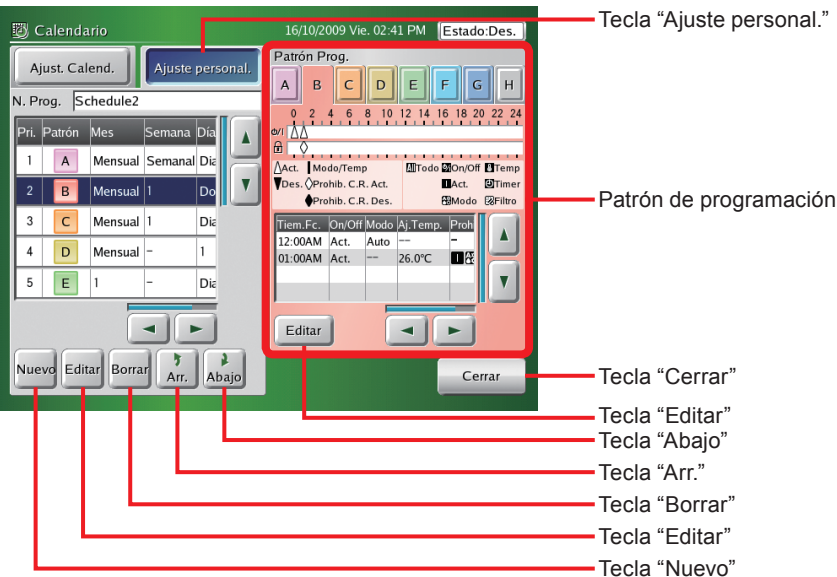 Calendario
16/10/2009 Vie. 02:41 PM
Estado:Des.
Tecla “Ajuste personal.”
Ajust. Calend.
Ajuste personal.
N. Prog. Schedule2
Pri. Patrón Mes Semana Día
1 A Mensual Semanal Dia
2 B Mensual 1 Do
3 C Mensual 1 Dia
4 D Mensual – 1
5 E 1 – Dia
Patrón Prog.
A B C D E F G H
0 2 4 6 8 10 12 14 16 18 20 22 24
Act. Modo/Temp Todo On/Off Temp
Des. Prohib. C.R. Act. Act. Timer
Prohib. C.R. Des. Modo Filtro
Tiem.Fc. On/Off Modo Aj.Temp. Proh
12:00AM Act. Auto -- –
01:00AM Act. -- 26.0°C
Editar
Patrón de programación
Nuevo Editar Borrar Arr. Abajo
Cerrar
Tecla “Cerrar”
Tecla “Editar”
Tecla “Abajo”
Tecla “Arr.”
Tecla “Borrar”
Tecla “Editar”
Tecla “Nuevo”